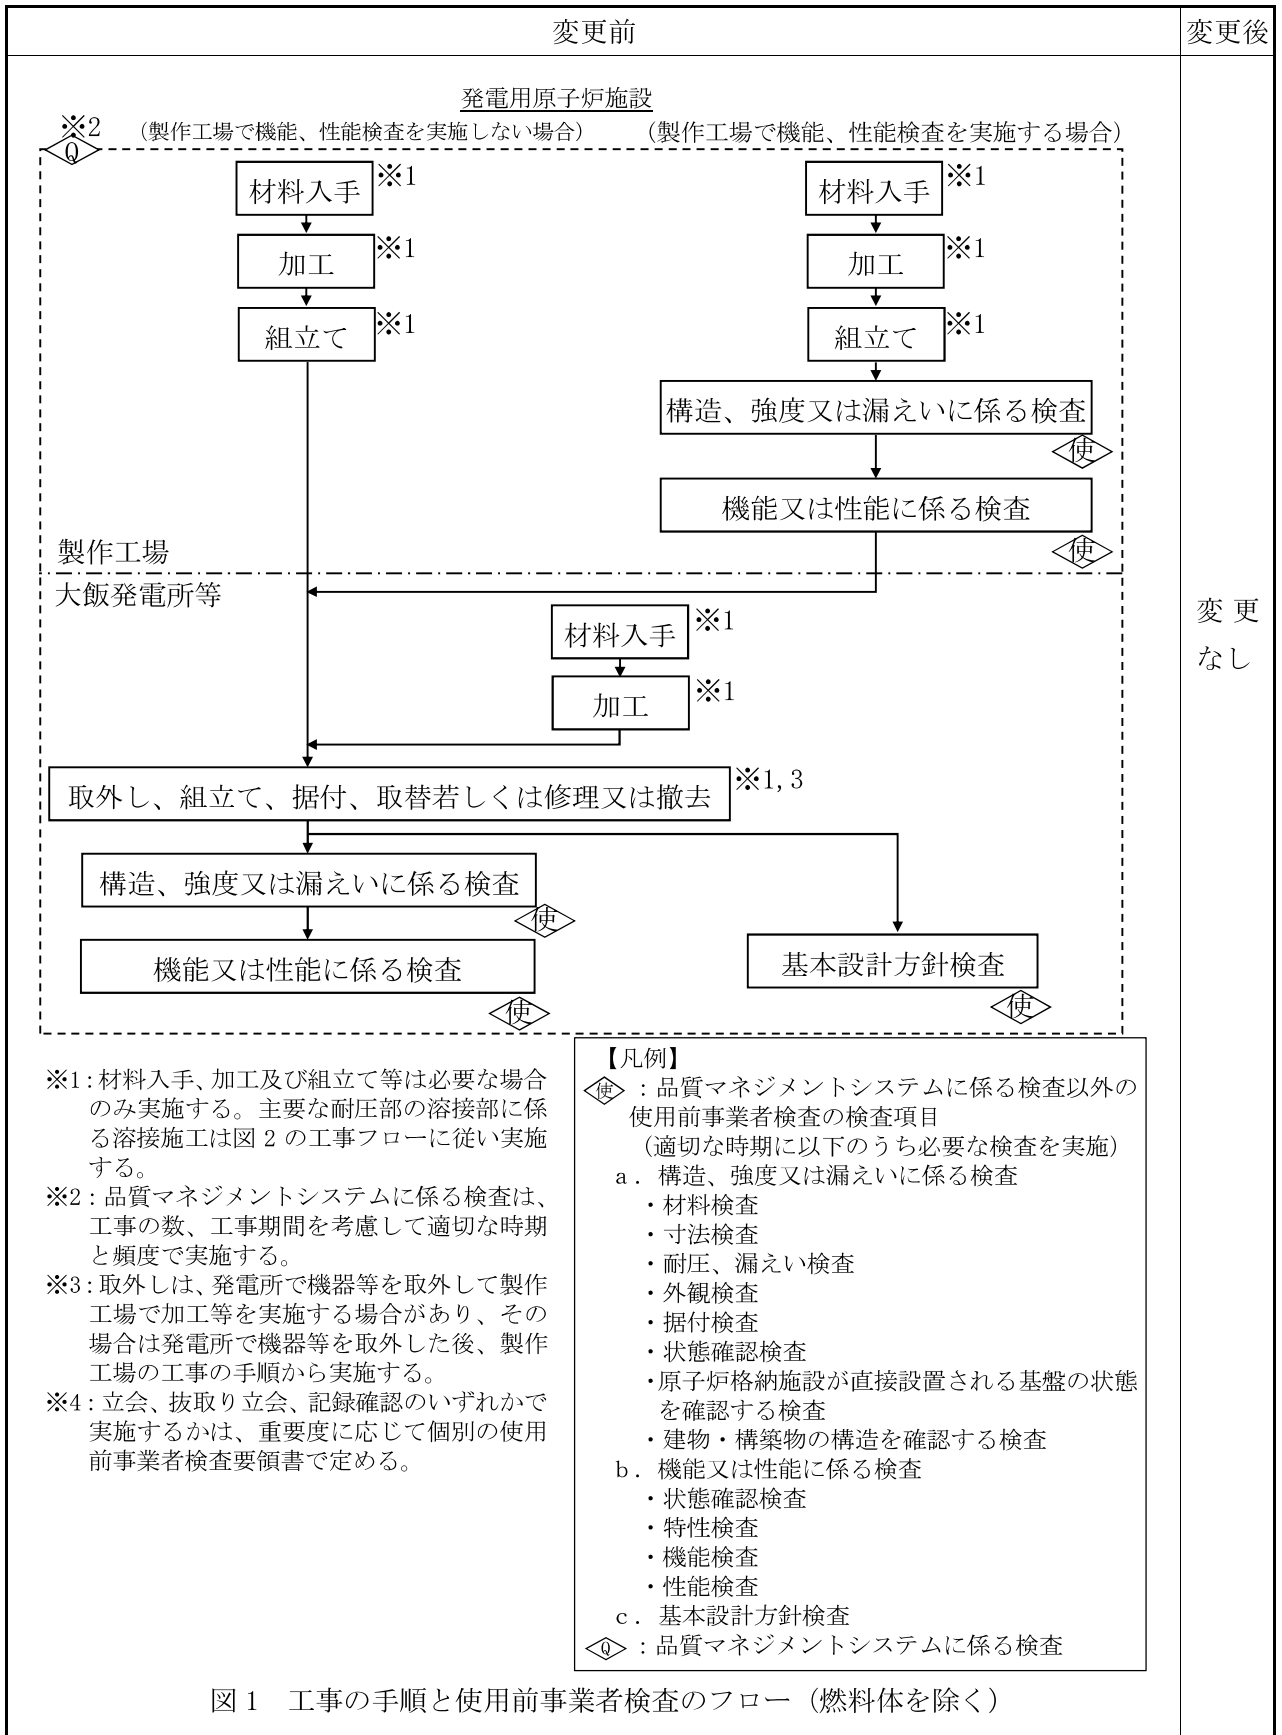 変更前
変更後
発電用原子炉施設
※2
（製作工場で機能、性能検査を実施しない場合）
（製作工場で機能、性能検査を実施する場合）
Q
材料入手
※1
材料入手
※1
加工
※1
加工
※1
組立て
※1
組立て
※1
構造、強度又は漏えいに係る検査
使
機能又は性能に係る検査
使
製作工場
大飯発電所等
材料入手
※1
加工
※1
変更
なし
取外し、組立て、据付、取替若しくは修理又は撤去
※1,3
構造、強度又は漏えいに係る検査
使
機能又は性能に係る検査
使
基本設計方針検査
使
※1：材料入手、加工及び組立て等は必要な場合
のみ実施する。主要な耐圧部の溶接部に係
る溶接施工は図2の工事フローに従い実施
する。
※2：品質マネジメントシステムに係る検査は、
工事の数、工事期間を考慮して適切な時期
と頻度で実施する。
※3：取外しは、発電所で機器等を取外して製作
工場で加工等を実施する場合があり、その
場合は発電所で機器等を取外した後、製作
工場の工事の手順から実施する。
※4：立会、抜取り立会、記録確認のいずれかで
実施するかは、重要度に応じて個別の使用
前事業者検査要領書で定める。
【凡例】
使：品質マネジメントシステムに係る検査以外の
使用前事業者検査の検査項目
（適切な時期に以下のうち必要な検査を実施）
a．構造、強度又は漏えいに係る検査
・材料検査
・寸法検査
・耐圧、漏えい検査
・外観検査
・据付検査
・状態確認検査
・原子炉格納施設が直接設置される基盤の状態
を確認する検査
・建物・構築物の構造を確認する検査
b．機能又は性能に係る検査
・状態確認検査
・特性検査
・機能検査
・性能検査
c．基本設計方針検査
Q：品質マネジメントシステムに係る検査
図1　工事の手順と使用前事業者検査のフロー（燃料体を除く）